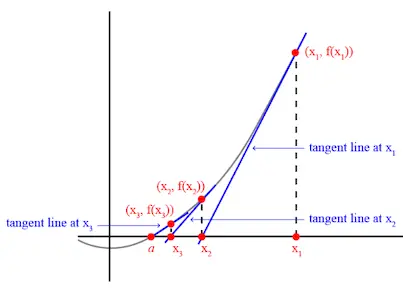 (x₁, f(x₁))
tangent line at x₁
(x₂, f(x₂))
(x₃, f(x₃))
tangent line at x₃
tangent line at x₂
a
x₃
x₂
x₁